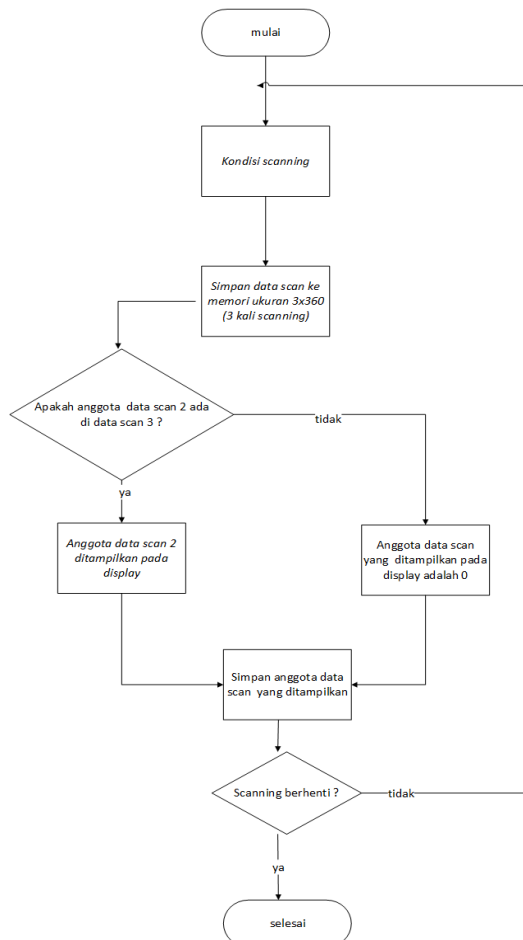 mulai
Kondisi scanning
Simpan data scan ke
memori ukuran 3x360
(3 kali scanning)
Apakah anggota data scan 2 ada
di data scan 3 ?
tidak
ya
Anggota data scan 2
ditampilkan pada
display
Anggota data scan
yang ditampilkan pada
display adalah 0
Simpan anggota data
scan yang ditampilkan
Scanning berhenti ?
tidak
ya
selesai